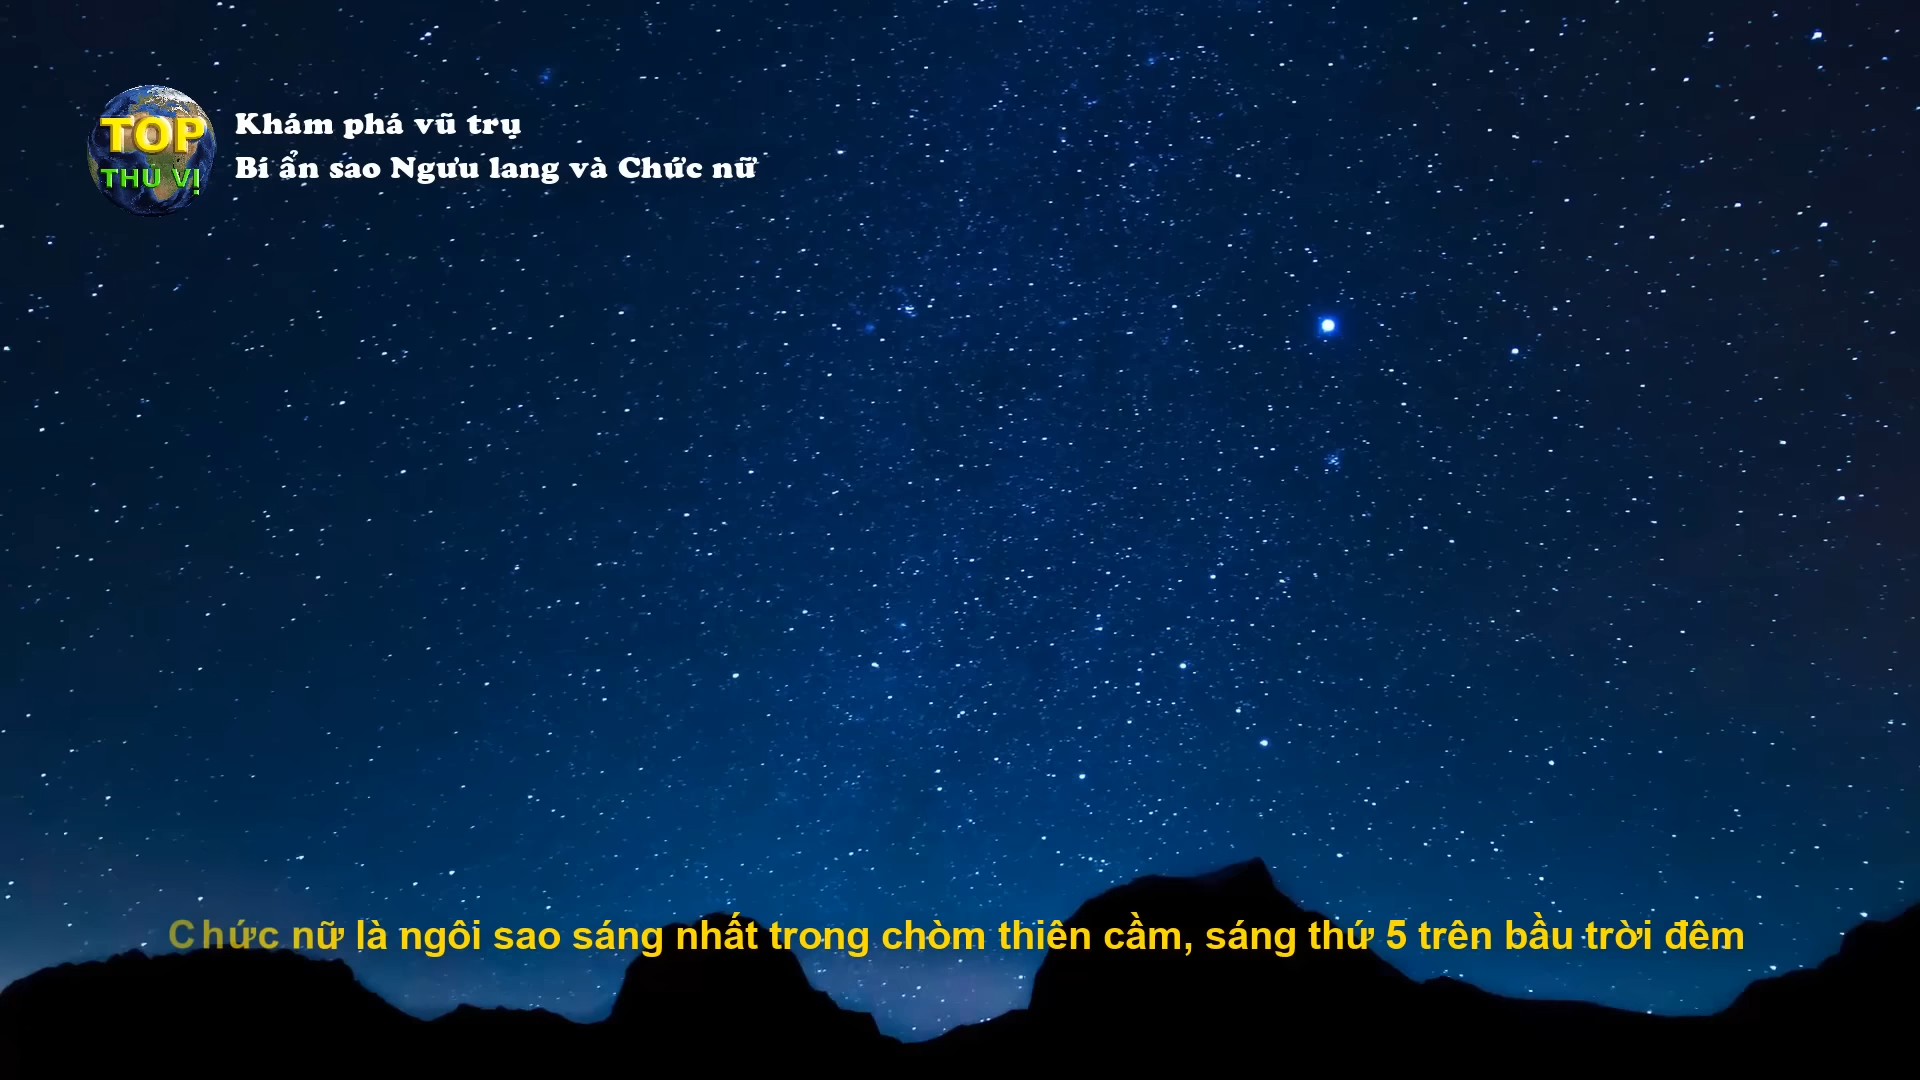 TOP
THÚ VỊ
Khám phá vũ trụ
Bí ẩn sao Ngưu lang và Chức nữ
Chức nữ là ngôi sao sáng nhất trong chòm thiên cầm, sáng thứ 5 trên bầu trời đêm